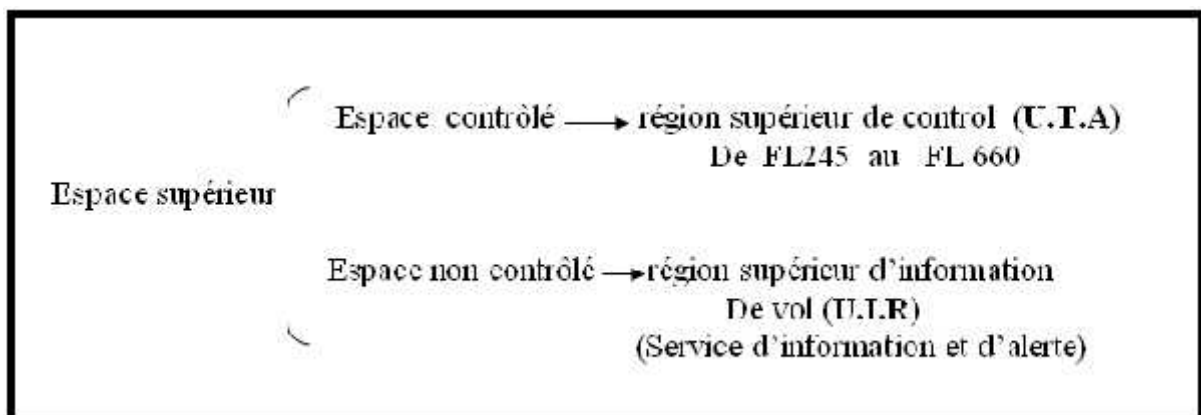 Espace contrôlé → région supérieur de control (U.T.A)
De FL245 au FL 660
Espace supérieur
Espace non contrôlé → région supérieur d'information
De vol (U.I.R)
(Service d'information et d'alerte)